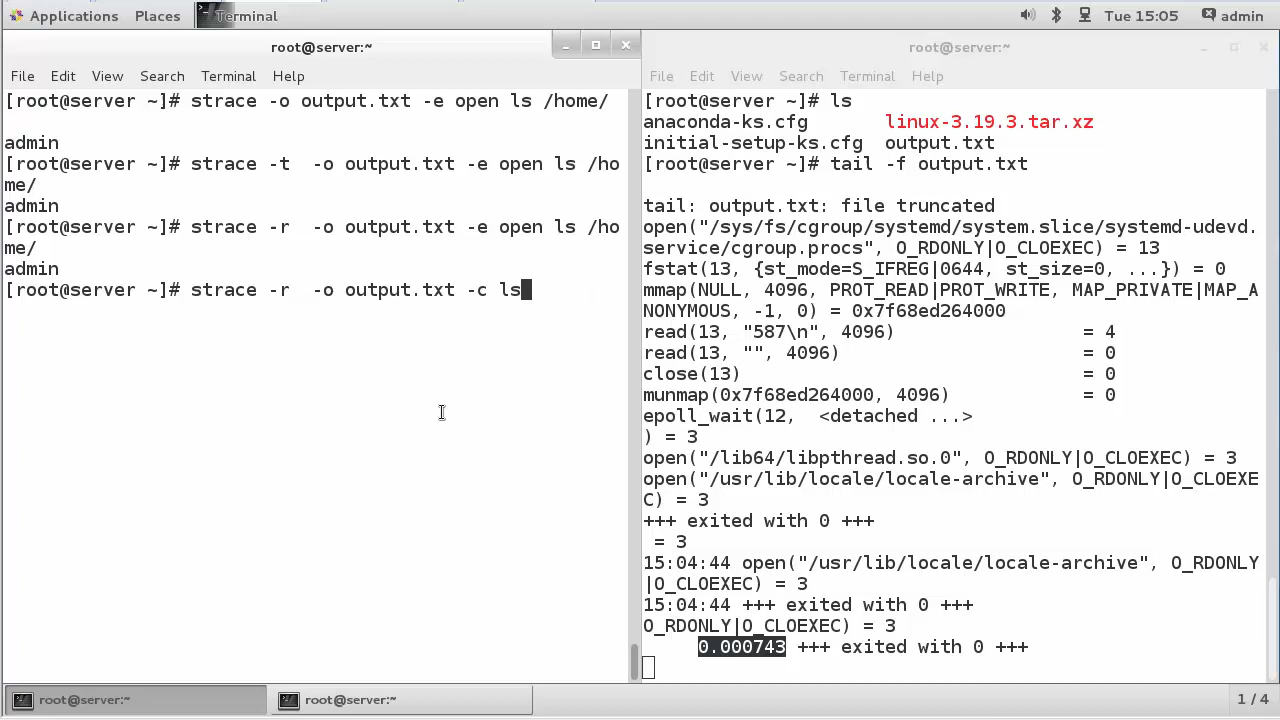 Applications Places Terminal Tue 15:05 admin
root@server:~
File Edit View Search Terminal Help
[root@server ~]# strace -o output.txt -e open ls /home/
admin
[root@server ~]# strace -t  -o output.txt -e open ls /ho
me/
admin
[root@server ~]# strace -r  -o output.txt -e open ls /ho
me/
admin
[root@server ~]# strace -r  -o output.txt -c ls
root@server:~
File Edit View Search Terminal Help
[root@server ~]# ls
anaconda-ks.cfg       linux-3.19.3.tar.xz
initial-setup-ks.cfg  output.txt
[root@server ~]# tail -f output.txt
tail: output.txt: file truncated
open("/sys/fs/cgroup/systemd/system.slice/systemd-udevd.
service/cgroup.procs", O_RDONLY|O_CLOEXEC) = 13
fstat(13, {st_mode=S_IFREG|0644, st_size=0, ...}) = 0
mmap(NULL, 4096, PROT_READ|PROT_WRITE, MAP_PRIVATE|MAP_A
NONYMOUS, -1, 0) = 0x7f68ed264000
read(13, "587\n", 4096)                 = 4
read(13, "", 4096)                      = 0
close(13)                               = 0
munmap(0x7f68ed264000, 4096)            = 0
epoll_wait(12,  <detached ...>
) = 3
open("/lib64/libpthread.so.0", O_RDONLY|O_CLOEXEC) = 3
open("/usr/lib/locale/locale-archive", O_RDONLY|O_CLOEXE
C) = 3
+++ exited with 0 +++
 = 3
15:04:44 open("/usr/lib/locale/locale-archive", O_RDONLY
|O_CLOEXEC) = 3
15:04:44 +++ exited with 0 +++
O_RDONLY|O_CLOEXEC) = 3
     0.000743 +++ exited with 0 +++
root@server:~ root@server:~ 1 / 4